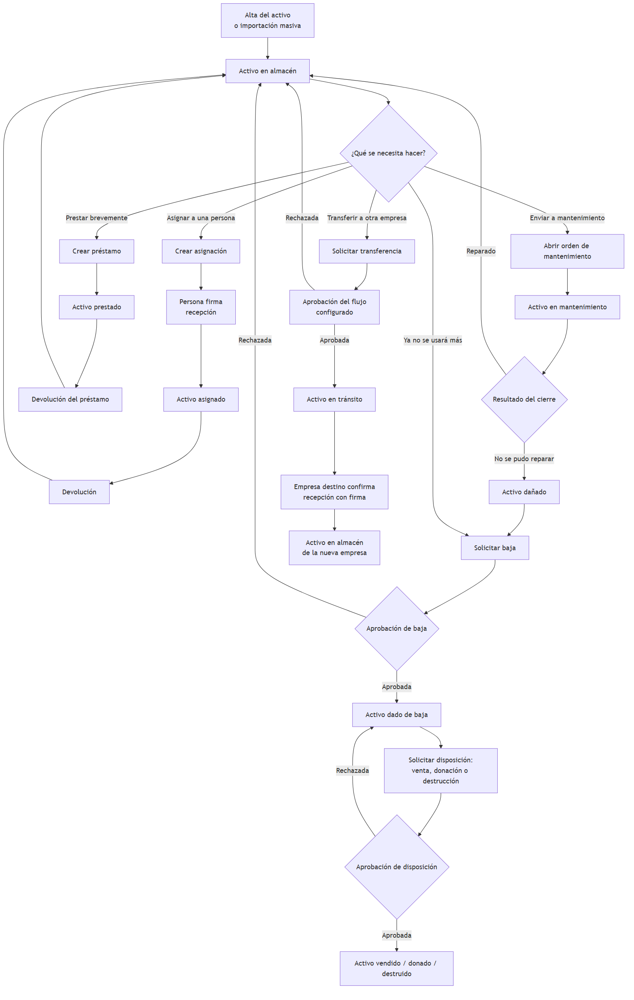 Alta del activo
o importación masiva
Activo en almacén
¿Qué se necesita hacer?
Prestar brevemente
Asignar a una persona
Rechazada
Transferir a otra empresa
Enviar a mantenimiento
Crear préstamo
Crear asignación
Solicitar transferencia
Reparado
Abrir orden de
mantenimiento
Activo prestado
Persona firma
recepción
Aprobación del flujo
configurado
Activo en mantenimiento
Rechazada
Aprobada
Ya no se usará más
Devolución del préstamo
Activo asignado
Activo en tránsito
Resultado del cierre
No se pudo reparar
Devolución
Empresa destino confirma
recepción con firma
Activo dañado
Activo en almacén
de la nueva empresa
Solicitar baja
Aprobación de baja
Aprobada
Activo dado de baja
Rechazada
Solicitar disposición:
venta, donación o
destrucción
Aprobación de disposición
Aprobada
Activo vendido / donado /
destruido